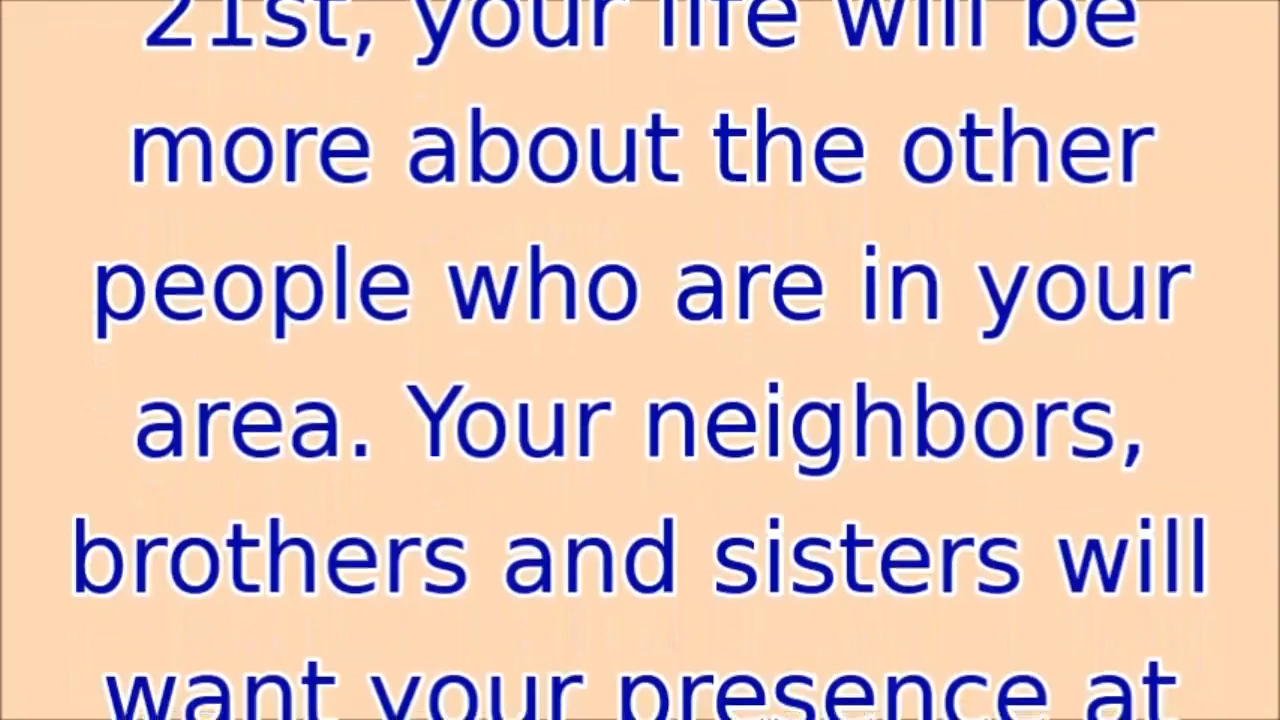 21st, your life will be
more about the other
people who are in your
area. Your neighbors,
brothers and sisters will
want your presence at